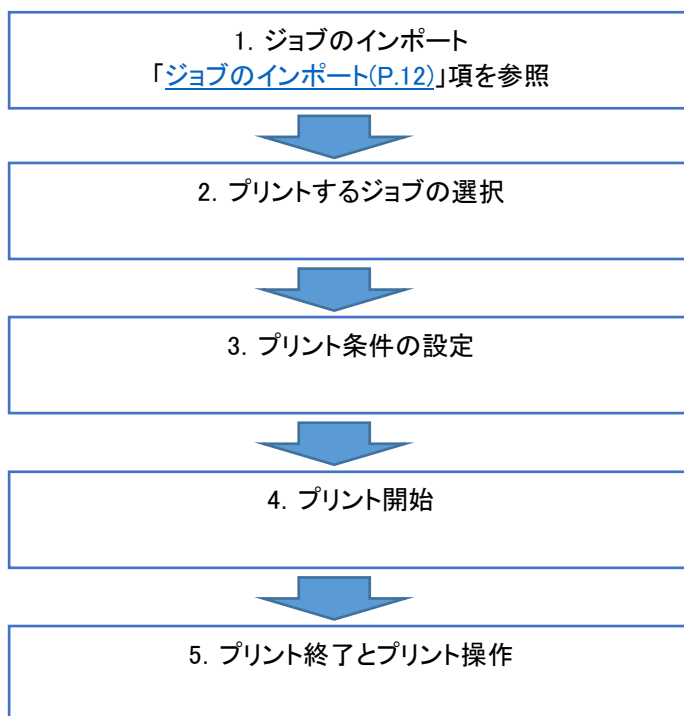 1. ジョブのインポート
「ジョブのインポート(P.12)」項を参照
2. プリントするジョブの選択
3. プリント条件の設定
4. プリント開始
5. プリント終了とプリント操作